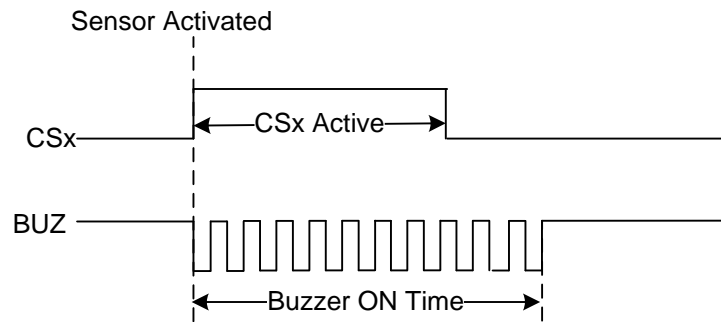 Sensor Activated
CSx Active
CSx
BUZ
Buzzer ON Time